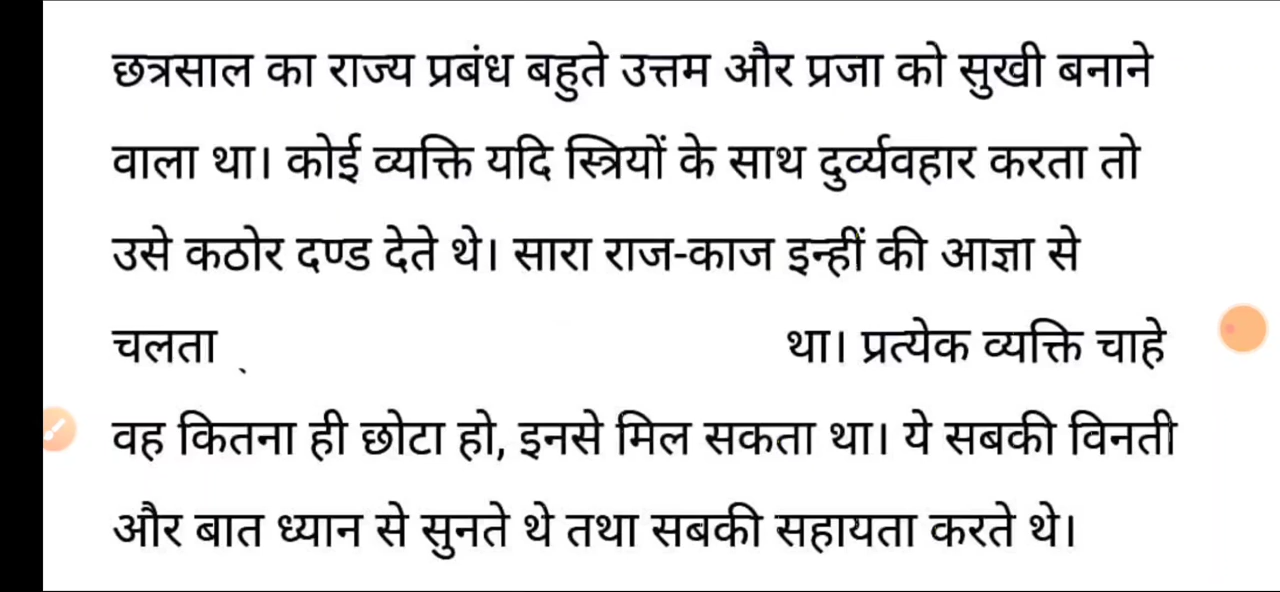 छत्रसाल का राज्य प्रबंध बहुते उत्तम और प्रजा को सुखी बनाने
वाला था। कोई व्यक्ति यदि स्त्रियों के साथ दुर्व्यवहार करता तो
उसे कठोर दण्ड देते थे। सारा राज-काज इन्हीं की आज्ञा से
चलता था। प्रत्येक व्यक्ति चाहे
वह कितना ही छोटा हो, इनसे मिल सकता था। ये सबकी विनती
और बात ध्यान से सुनते थे तथा सबकी सहायता करते थे।